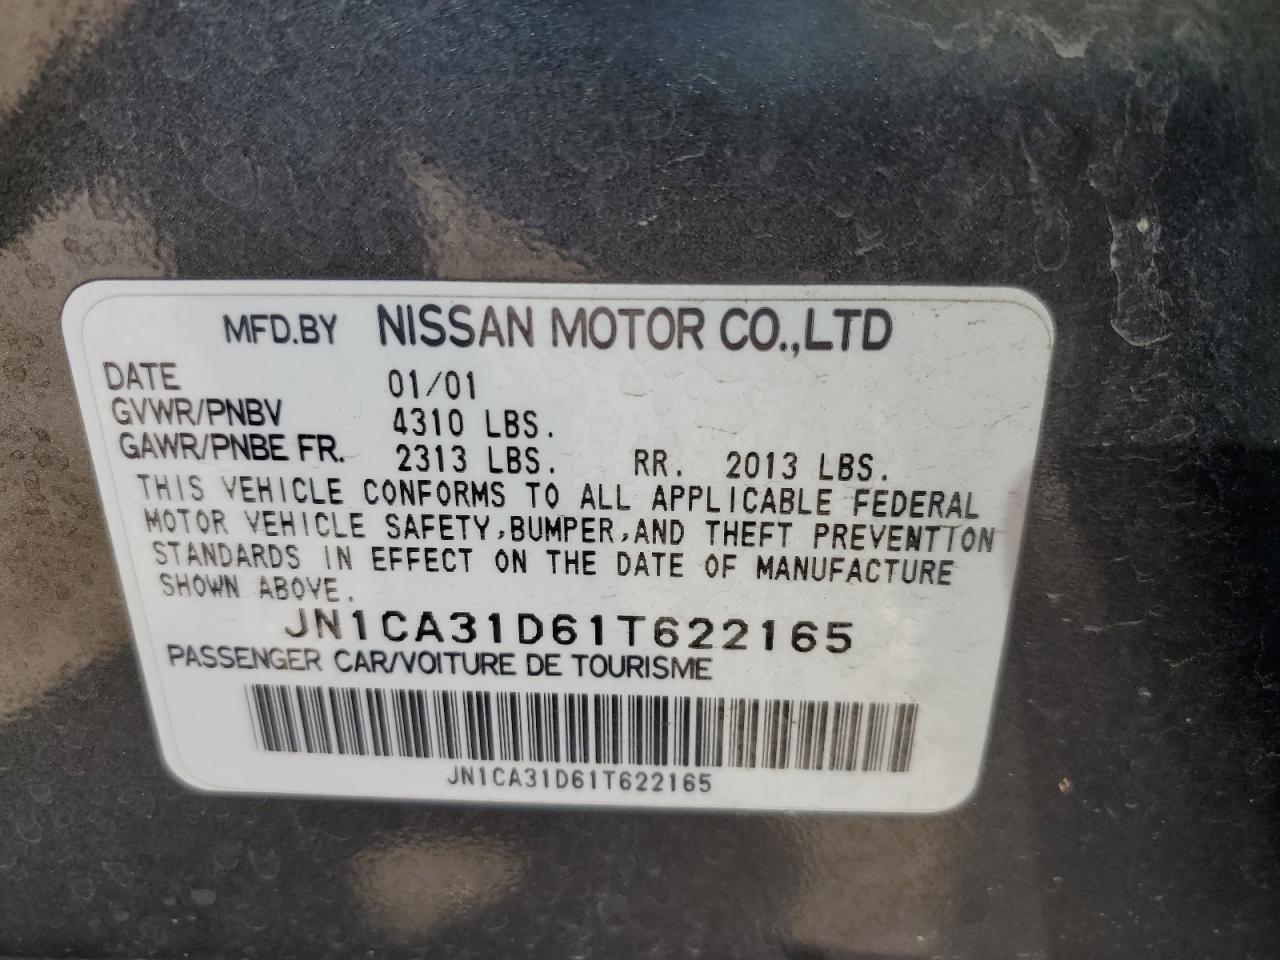 MFD.BY NISSAN MOTOR CO.,LTD
DATE 01/01
GVWR/PNBV 4310 LBS.
GAWR/PNBE FR. 2313 LBS. RR. 2013 LBS.
THIS VEHICLE CONFORMS TO ALL APPLICABLE FEDERAL
MOTOR VEHICLE SAFETY,BUMPER,AND THEFT PREVENTION
STANDARDS IN EFFECT ON THE DATE OF MANUFACTURE
SHOWN ABOVE.
JN1CA31D61T622165
PASSENGER CAR/VOITURE DE TOURISME
JN1CA31D61T622165